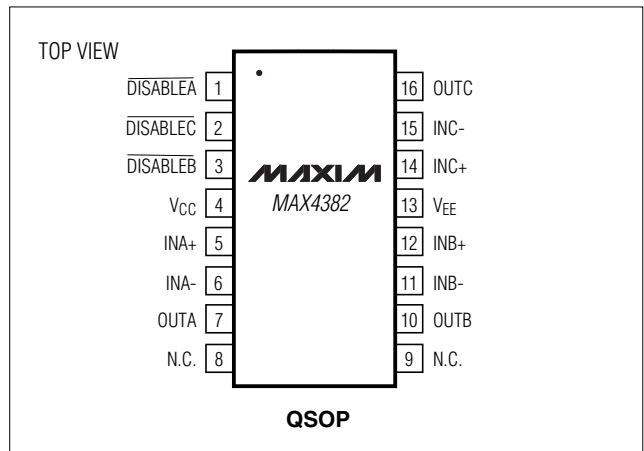 TOP VIEW
DISABLEA 1
DISABLEC 2
DISABLEB 3
VCC 4
INA+ 5
INA- 6
OUTA 7
N.C. 8
MAXIM
MAX4382
16 OUTC
15 INC-
14 INC+
13 VEE
12 INB+
11 INB-
10 OUTB
9 N.C.
QSOP